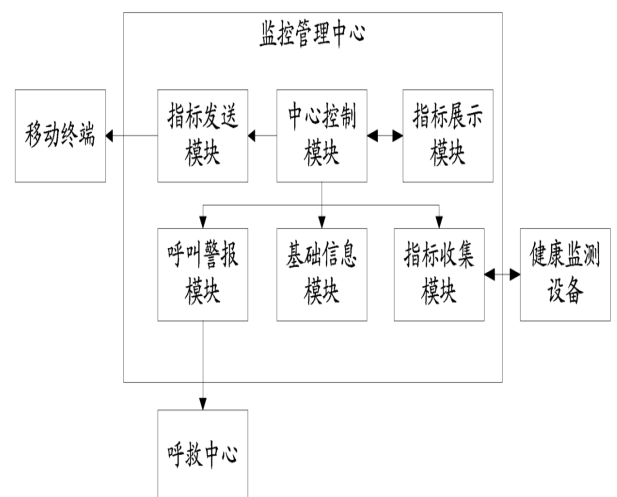 监控管理中心
移动终端
指标发送
模块
中心控制
模块
指标展示
模块
呼叫警报
模块
基础信息
模块
指标收集
模块
健康监测
设备
呼救中心